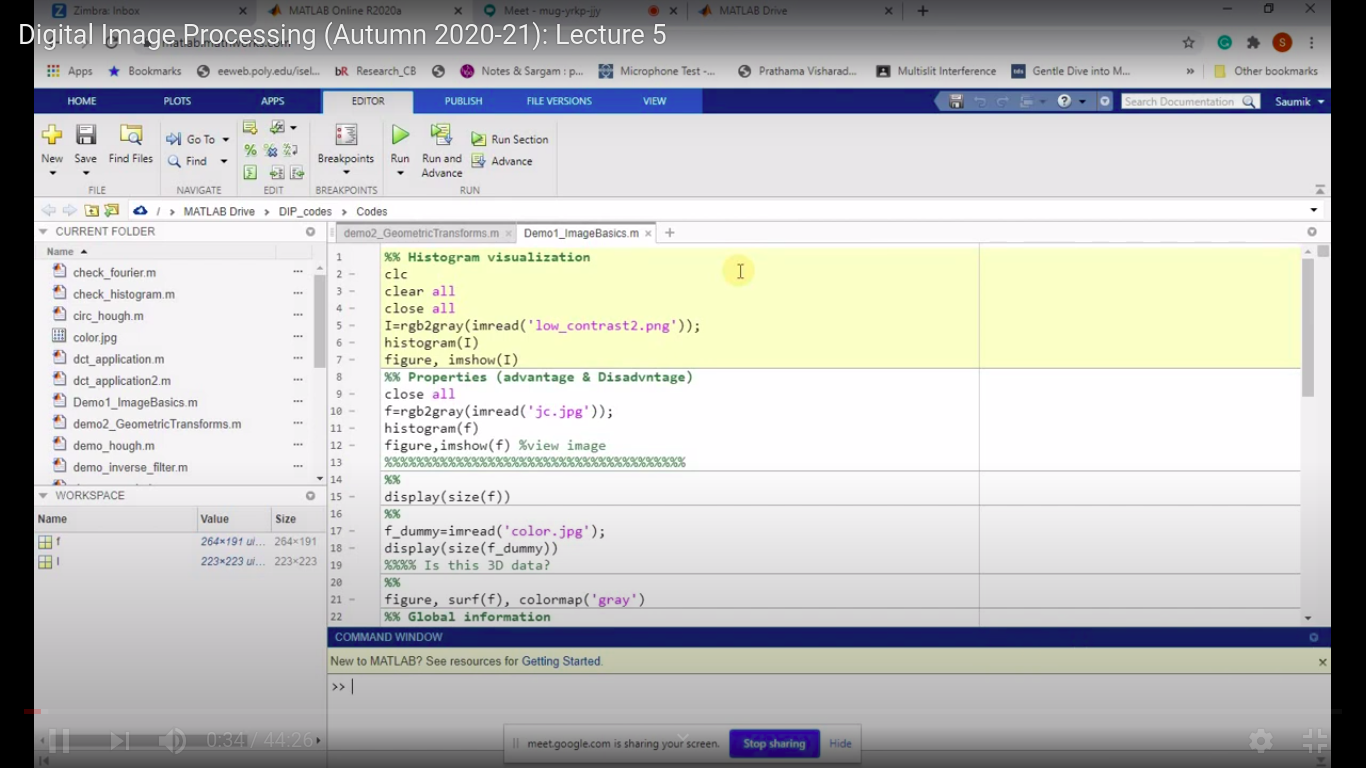 Zimbra: Inbox
MATLAB Online R2020a
Meet - mug-yrkp-jjy
MATLAB Drive
Digital Image Processing (Autumn 2020-21): Lecture 5
S
Apps
Bookmarks
eeweb.poly.edu/isel...
bR Research_CB
Notes & Sargam : p...
Microphone Test -...
Prathama Visharad...
Multislit Interference
Gentle Dive into M...
»
Other bookmarks
HOME
PLOTS
APPS
EDITOR
PUBLISH
FILE VERSIONS
VIEW
Search Documentation
Saumik
New
Save
Find Files
Go To
Find
Breakpoints
Run
Run and Advance
Run Section
Advance
FILE
NAVIGATE
EDIT
BREAKPOINTS
RUN
/ › MATLAB Drive › DIP_codes › Codes
CURRENT FOLDER
Name
check_fourier.m
check_histogram.m
circ_hough.m
color.jpg
dct_application.m
dct_application2.m
Demo1_ImageBasics.m
demo2_GeometricTransforms.m
demo_hough.m
demo_inverse_filter.m
WORKSPACE
Name Value Size
f 264×191 ui... 264×191
I 223×223 ui... 223×223
demo2_GeometricTransforms.m × Demo1_ImageBasics.m × +
1 %% Histogram visualization
2 – clc
3 – clear all
4 – close all
5 – I=rgb2gray(imread('low_contrast2.png'));
6 – histogram(I)
7 – figure, imshow(I)
8 %% Properties (advantage & Disadvntage)
9 – close all
10 – f=rgb2gray(imread('jc.jpg'));
11 – histogram(f)
12 – figure,imshow(f) %view image
13 %%%%%%%%%%%%%%%%%%%%%%%%%%%%%%%%%%%%%%
14 %%
15 – display(size(f))
16 %%
17 – f_dummy=imread('color.jpg');
18 – display(size(f_dummy))
19 %%%% Is this 3D data?
20 %%
21 – figure, surf(f), colormap('gray')
22 %% Global information
COMMAND WINDOW
New to MATLAB? See resources for Getting Started.
>>
meet.google.com is sharing your screen.
Stop sharing
Hide
0:34 / 44:26